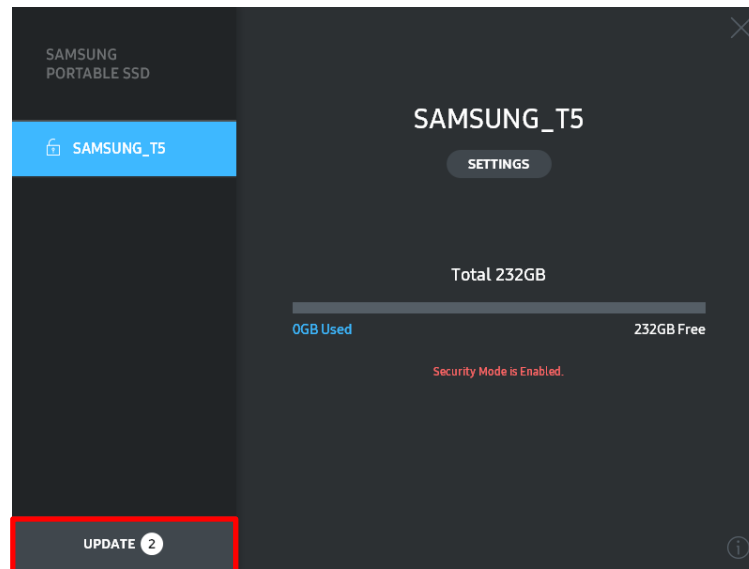 SAMSUNG
PORTABLE SSD
SAMSUNG_T5
SAMSUNG_T5
SETTINGS
Total 232GB
0GB Used
232GB Free
Security Mode is Enabled.
UPDATE 2